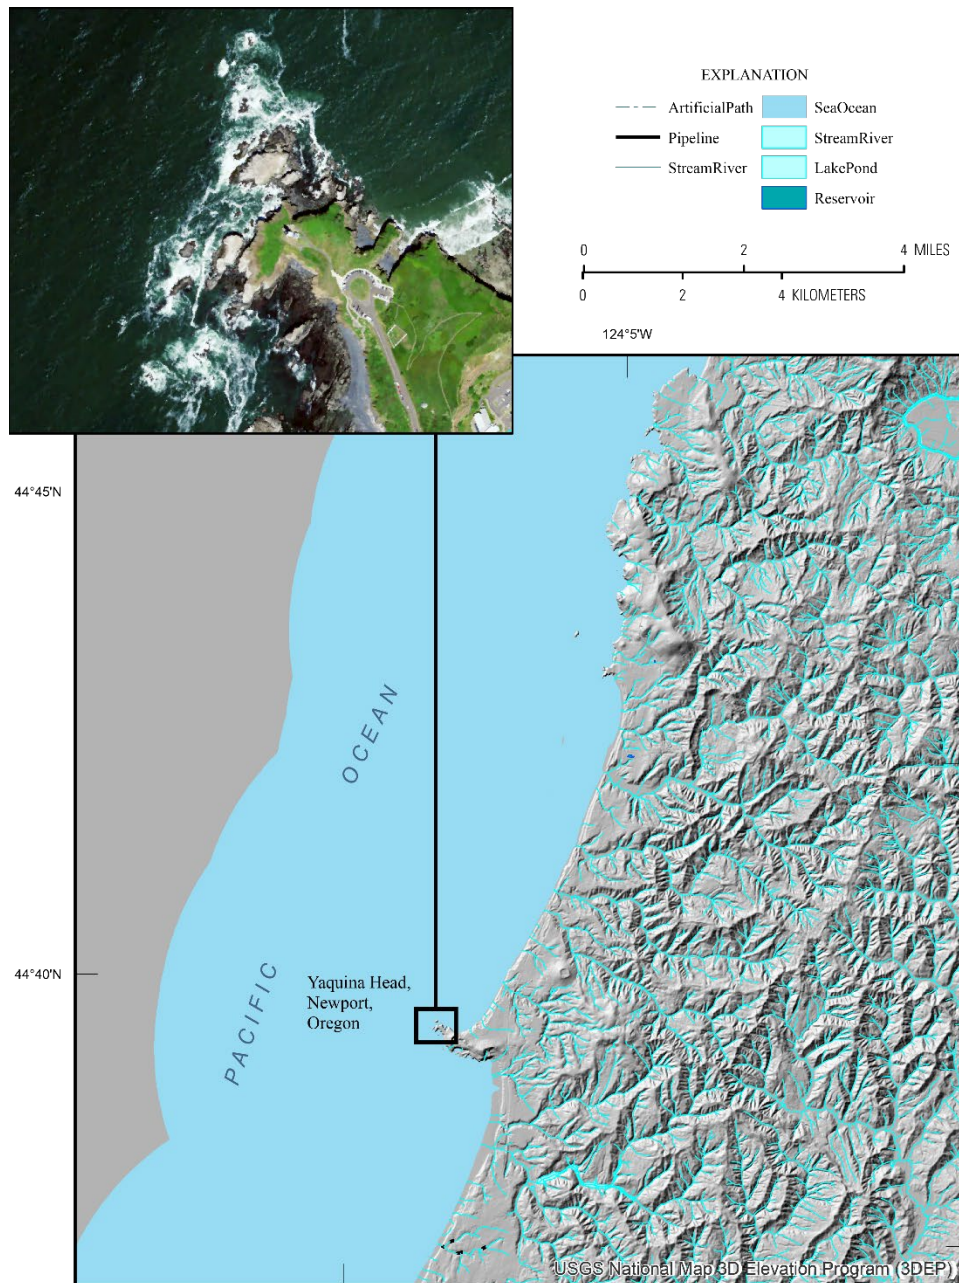 EXPLANATION
ArtificialPath
Pipeline
StreamRiver
SeaOcean
StreamRiver
LakePond
Reservoir
0 2 4 MILES
0 2 4 KILOMETERS
124°5'W
44°45'N
OCEAN
44°40'N
PACIFIC
Yaquina Head,
Newport,
Oregon
USGS National Map 3D Elevation Program (3DEP)